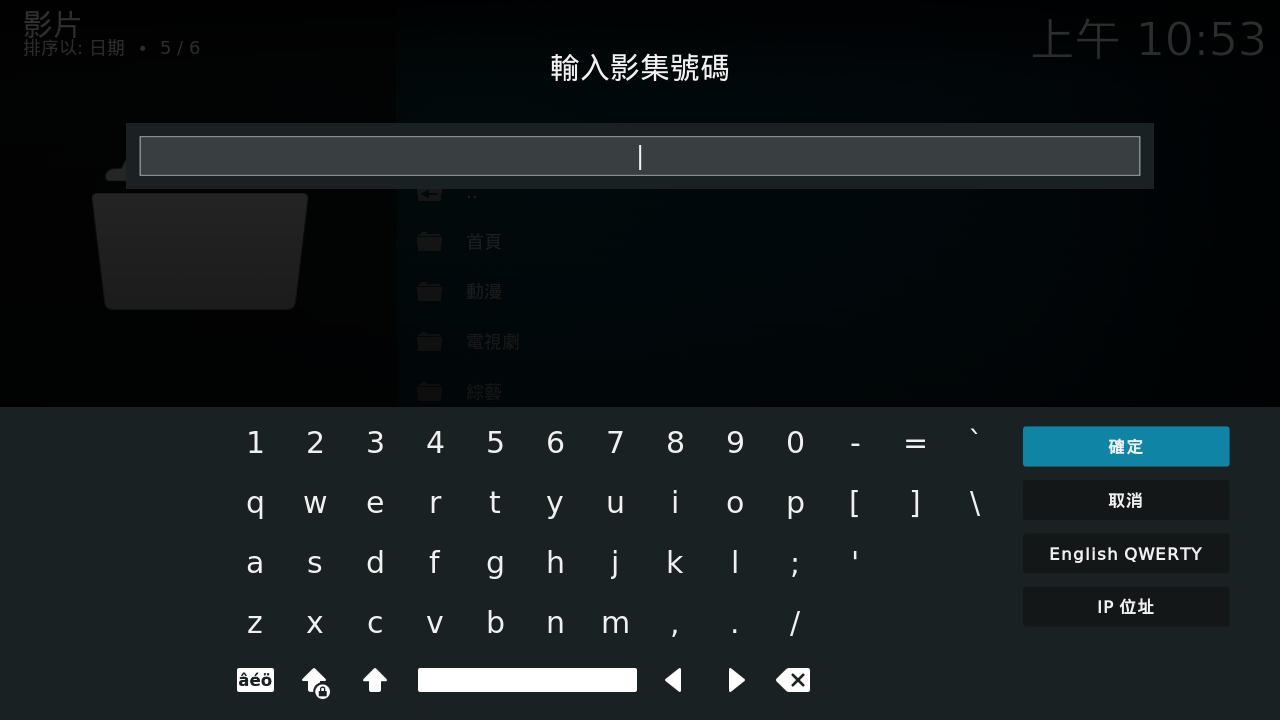 影片
排序以: 日期 • 5 / 6
上午 10:53
輸入影集號碼
..
首頁
動漫
電視劇
綜藝
1 2 3 4 5 6 7 8 9 0 - = `
q w e r t y u i o p [ ] \
a s d f g h j k l ; '
z x c v b n m , . /
âéö
確定
取消
English QWERTY
IP 位址